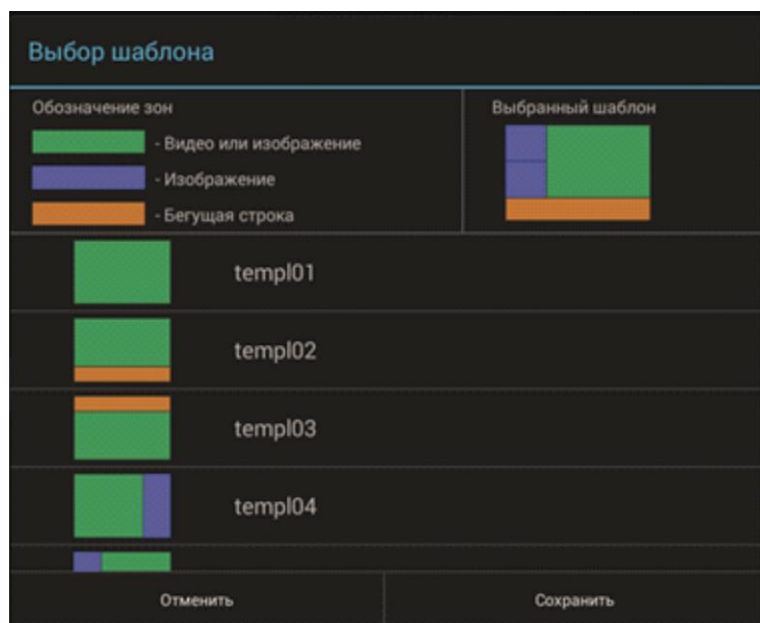 Выбор шаблона
Обозначение зон
- Видео или изображение
- Изображение
- Бегущая строка
Выбранный шаблон
templ01
templ02
templ03
templ04
Отменить
Сохранить